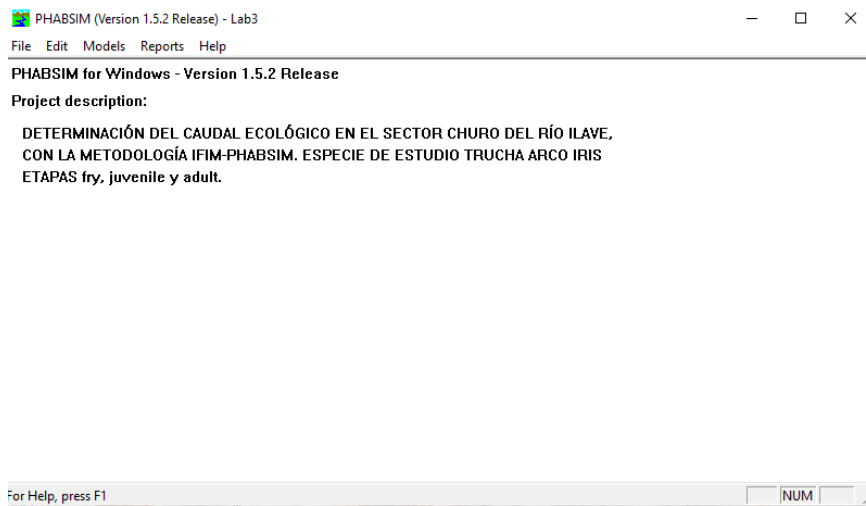 PHABSIM (Version 1.5.2 Release) - Lab3
File Edit Models Reports Help
PHABSIM for Windows - Version 1.5.2 Release
Project description:
DETERMINACIÓN DEL CAUDAL ECOLÓGICO EN EL SECTOR CHURO DEL RÍO ILAVE,
CON LA METODOLOGÍA IFIM-PHABSIM. ESPECIE DE ESTUDIO TRUCHA ARCO IRIS
ETAPAS fry, juvenile y adult.
For Help, press F1 NUM